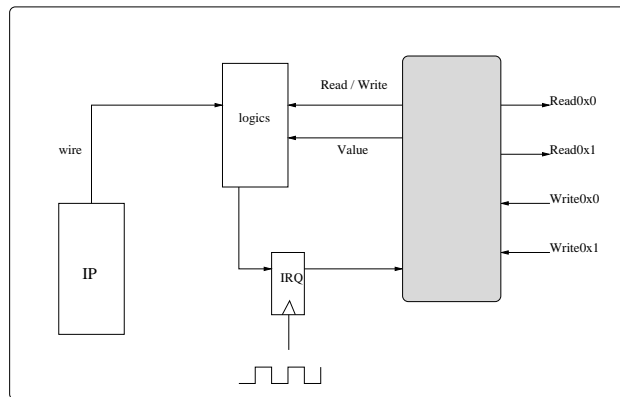 Read / Write
Read0x0
logics
wire
Value
Read0x1
Write0x0
Write0x1
IP
IRQ